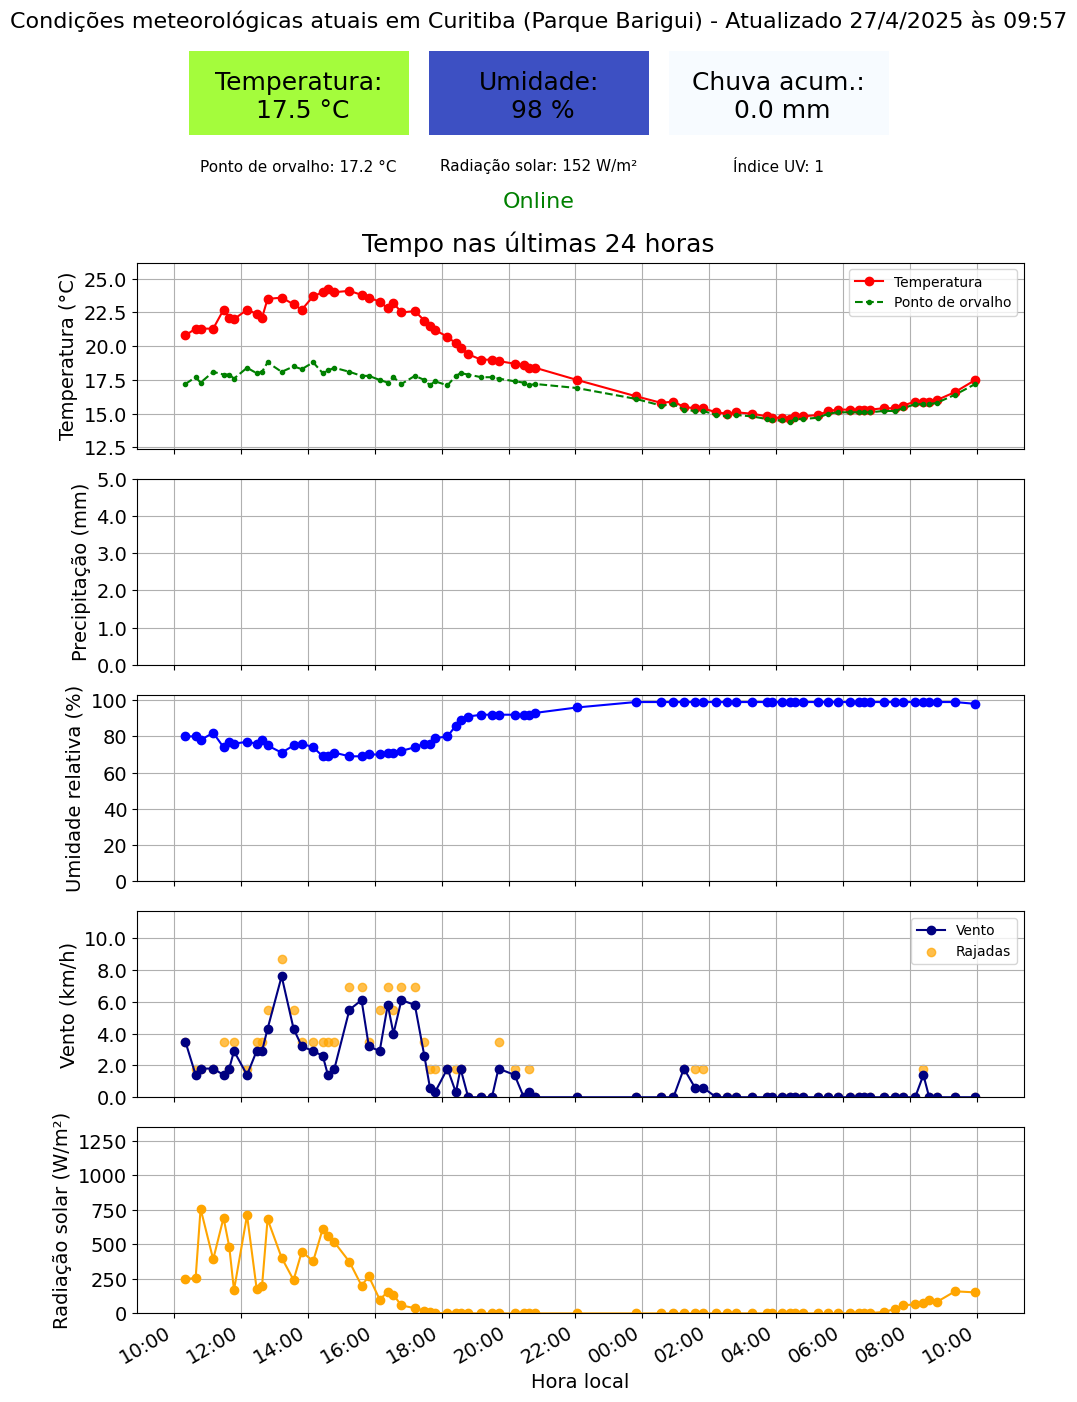 Condições meteorológicas atuais em Curitiba (Parque Barigui) - Atualizado 27/4/2025 às 09:57
Temperatura:
17.5 °C
Umidade:
98 %
Chuva acum.:
0.0 mm
Ponto de orvalho: 17.2 °C
Radiação solar: 152 W/m²
Índice UV: 1
Online
Tempo nas últimas 24 horas
Temperatura (°C)
25.0
22.5
20.0
17.5
15.0
12.5
Temperatura
Ponto de orvalho
Precipitação (mm)
5.0
4.0
3.0
2.0
1.0
0.0
Umidade relativa (%)
100
80
60
40
20
0
Vento (km/h)
10.0
8.0
6.0
4.0
2.0
0.0
Vento
Rajadas
Radiação solar (W/m²)
1250
1000
750
500
250
0
10:00
12:00
14:00
16:00
18:00
20:00
22:00
00:00
02:00
04:00
06:00
08:00
10:00
Hora local